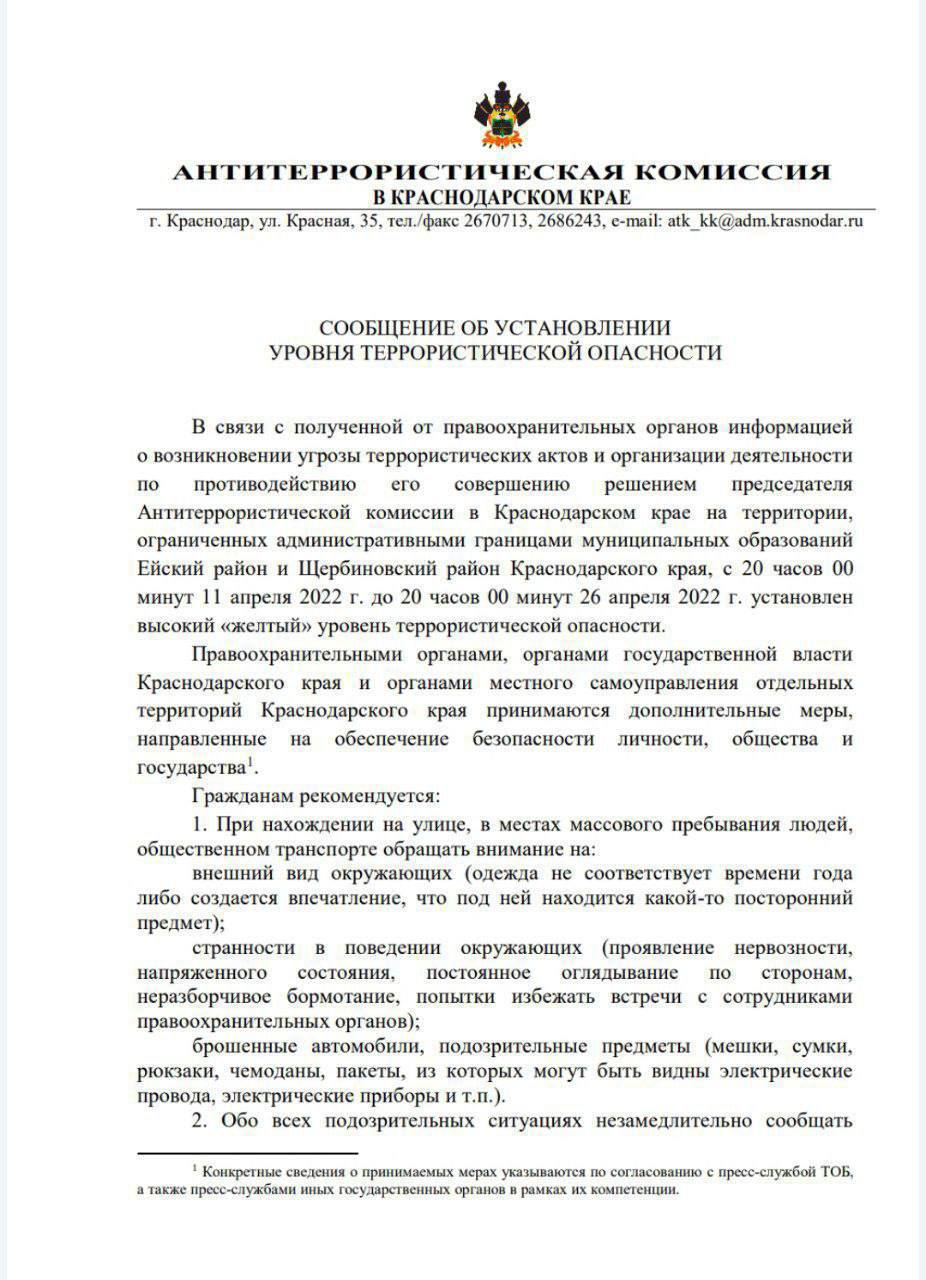 АНТИТЕРРОРИСТИЧЕСКАЯ КОМИССИЯ
В КРАСНОДАРСКОМ КРАЕ
г. Краснодар, ул. Красная, 35, тел./факс 2670713, 2686243, e-mail: atk_kk@adm.krasnodar.ru
СООБЩЕНИЕ ОБ УСТАНОВЛЕНИИ
УРОВНЯ ТЕРРОРИСТИЧЕСКОЙ ОПАСНОСТИ
В связи с полученной от правоохранительных органов информацией
о возникновении угрозы террористических актов и организации деятельности
по противодействию его совершению решением председателя
Антитеррористической комиссии в Краснодарском крае на территории,
ограниченных административными границами муниципальных образований
Ейский район и Щербиновский район Краснодарского края, с 20 часов 00
минут 11 апреля 2022 г. до 20 часов 00 минут 26 апреля 2022 г. установлен
высокий «желтый» уровень террористической опасности.
Правоохранительными органами, органами государственной власти
Краснодарского края и органами местного самоуправления отдельных
территорий Краснодарского края принимаются дополнительные меры,
направленные на обеспечение безопасности личности, общества и
государства¹.
Гражданам рекомендуется:
1. При нахождении на улице, в местах массового пребывания людей,
общественном транспорте обращать внимание на:
внешний вид окружающих (одежда не соответствует времени года
либо создается впечатление, что под ней находится какой-то посторонний
предмет);
странности в поведении окружающих (проявление нервозности,
напряженного состояния, постоянное оглядывание по сторонам,
неразборчивое бормотание, попытки избежать встречи с сотрудниками
правоохранительных органов);
брошенные автомобили, подозрительные предметы (мешки, сумки,
рюкзаки, чемоданы, пакеты, из которых могут быть видны электрические
провода, электрические приборы и т.п.).
2. Обо всех подозрительных ситуациях незамедлительно сообщать
¹ Конкретные сведения о принимаемых мерах указываются по согласованию с пресс-службой ТОБ,
а также пресс-службами иных государственных органов в рамках их компетенции.